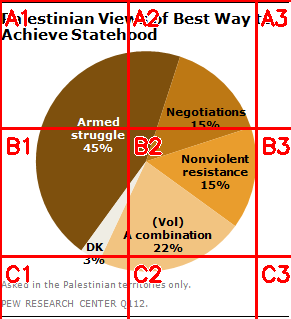 Palestinian Views of Best Way to
Achieve Statehood
A1 A2 A3
Negotiations
15%
Armed
struggle
45%
B1 B2 B3
Nonviolent
resistance
15%
(Vol)
A combination
22%
DK
3%
C1 C2 C3
Asked in the Palestinian territories only.
PEW RESEARCH CENTER Q112.